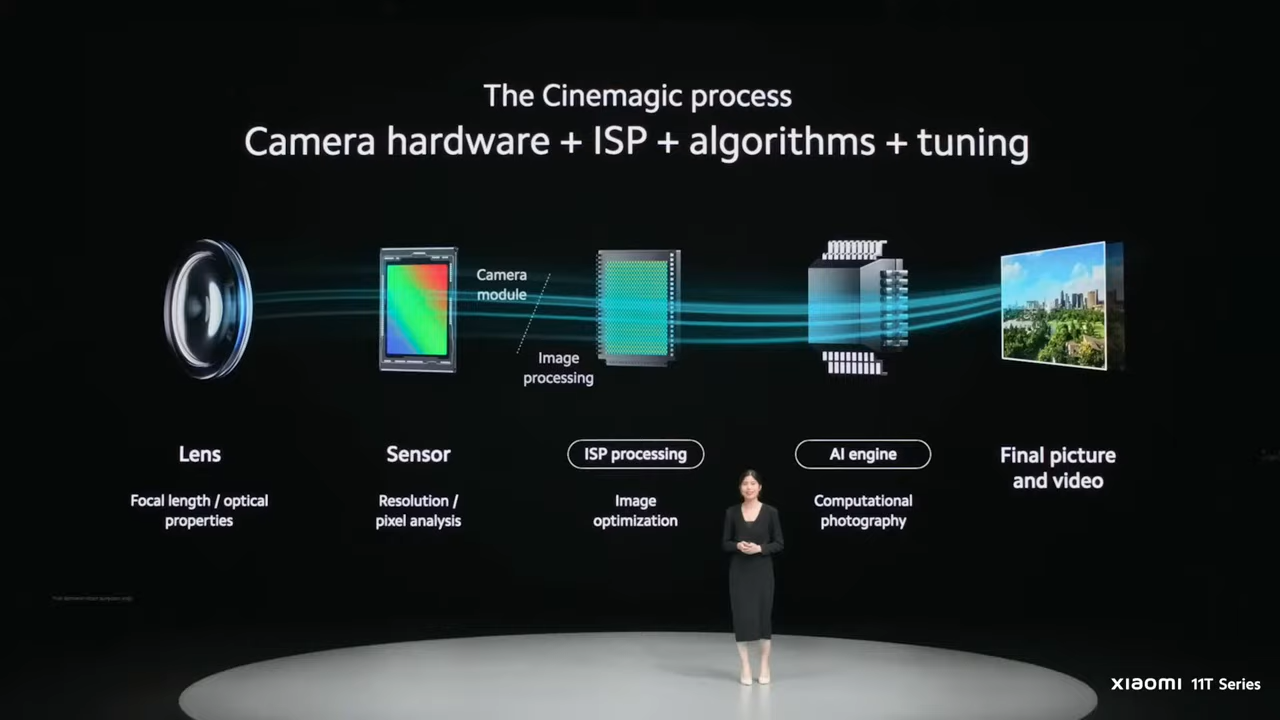 The Cinemagic process
Camera hardware + ISP + algorithms + tuning
Camera
module
Image
processing
Lens
Focal length / optical
properties
Sensor
Resolution /
pixel analysis
ISP processing
Image
optimization
AI engine
Computational
photography
Final picture
and video
xiaomi 11T Series